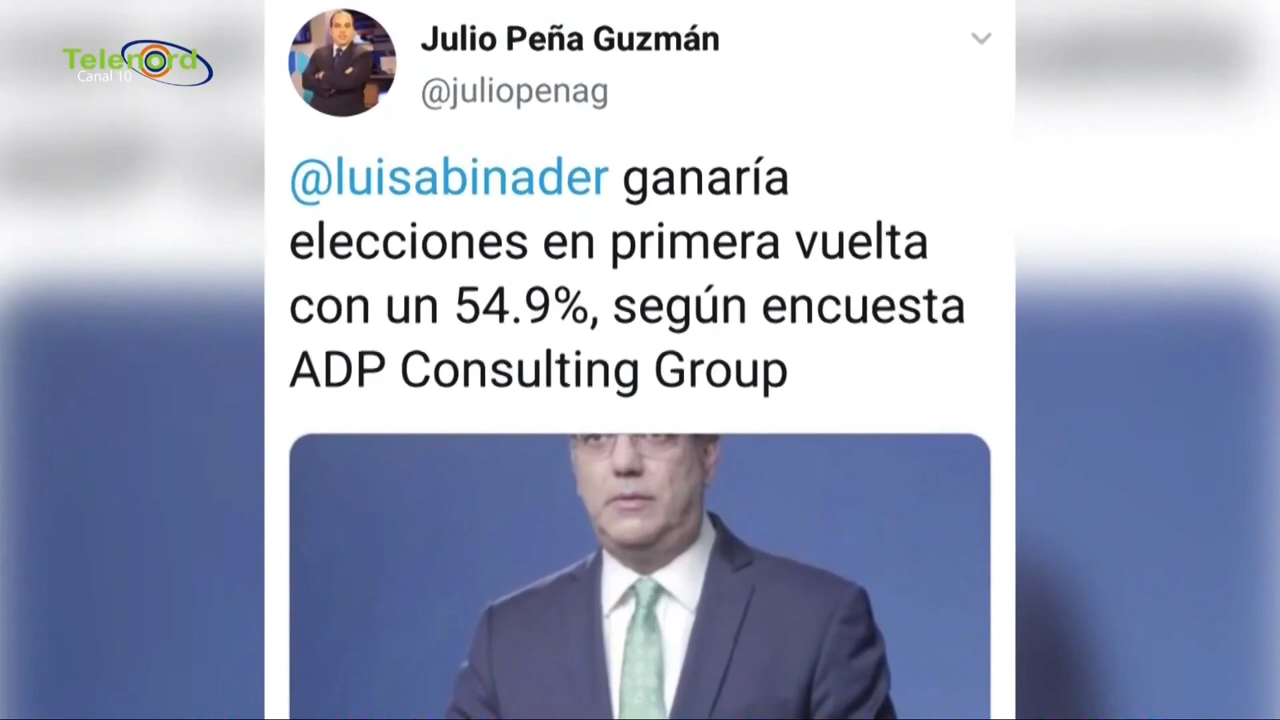 Telenord
Canal 10
Julio Peña Guzmán
@juliopenag
@luisabinader ganaría
elecciones en primera vuelta
con un 54.9%, según encuesta
ADP Consulting Group